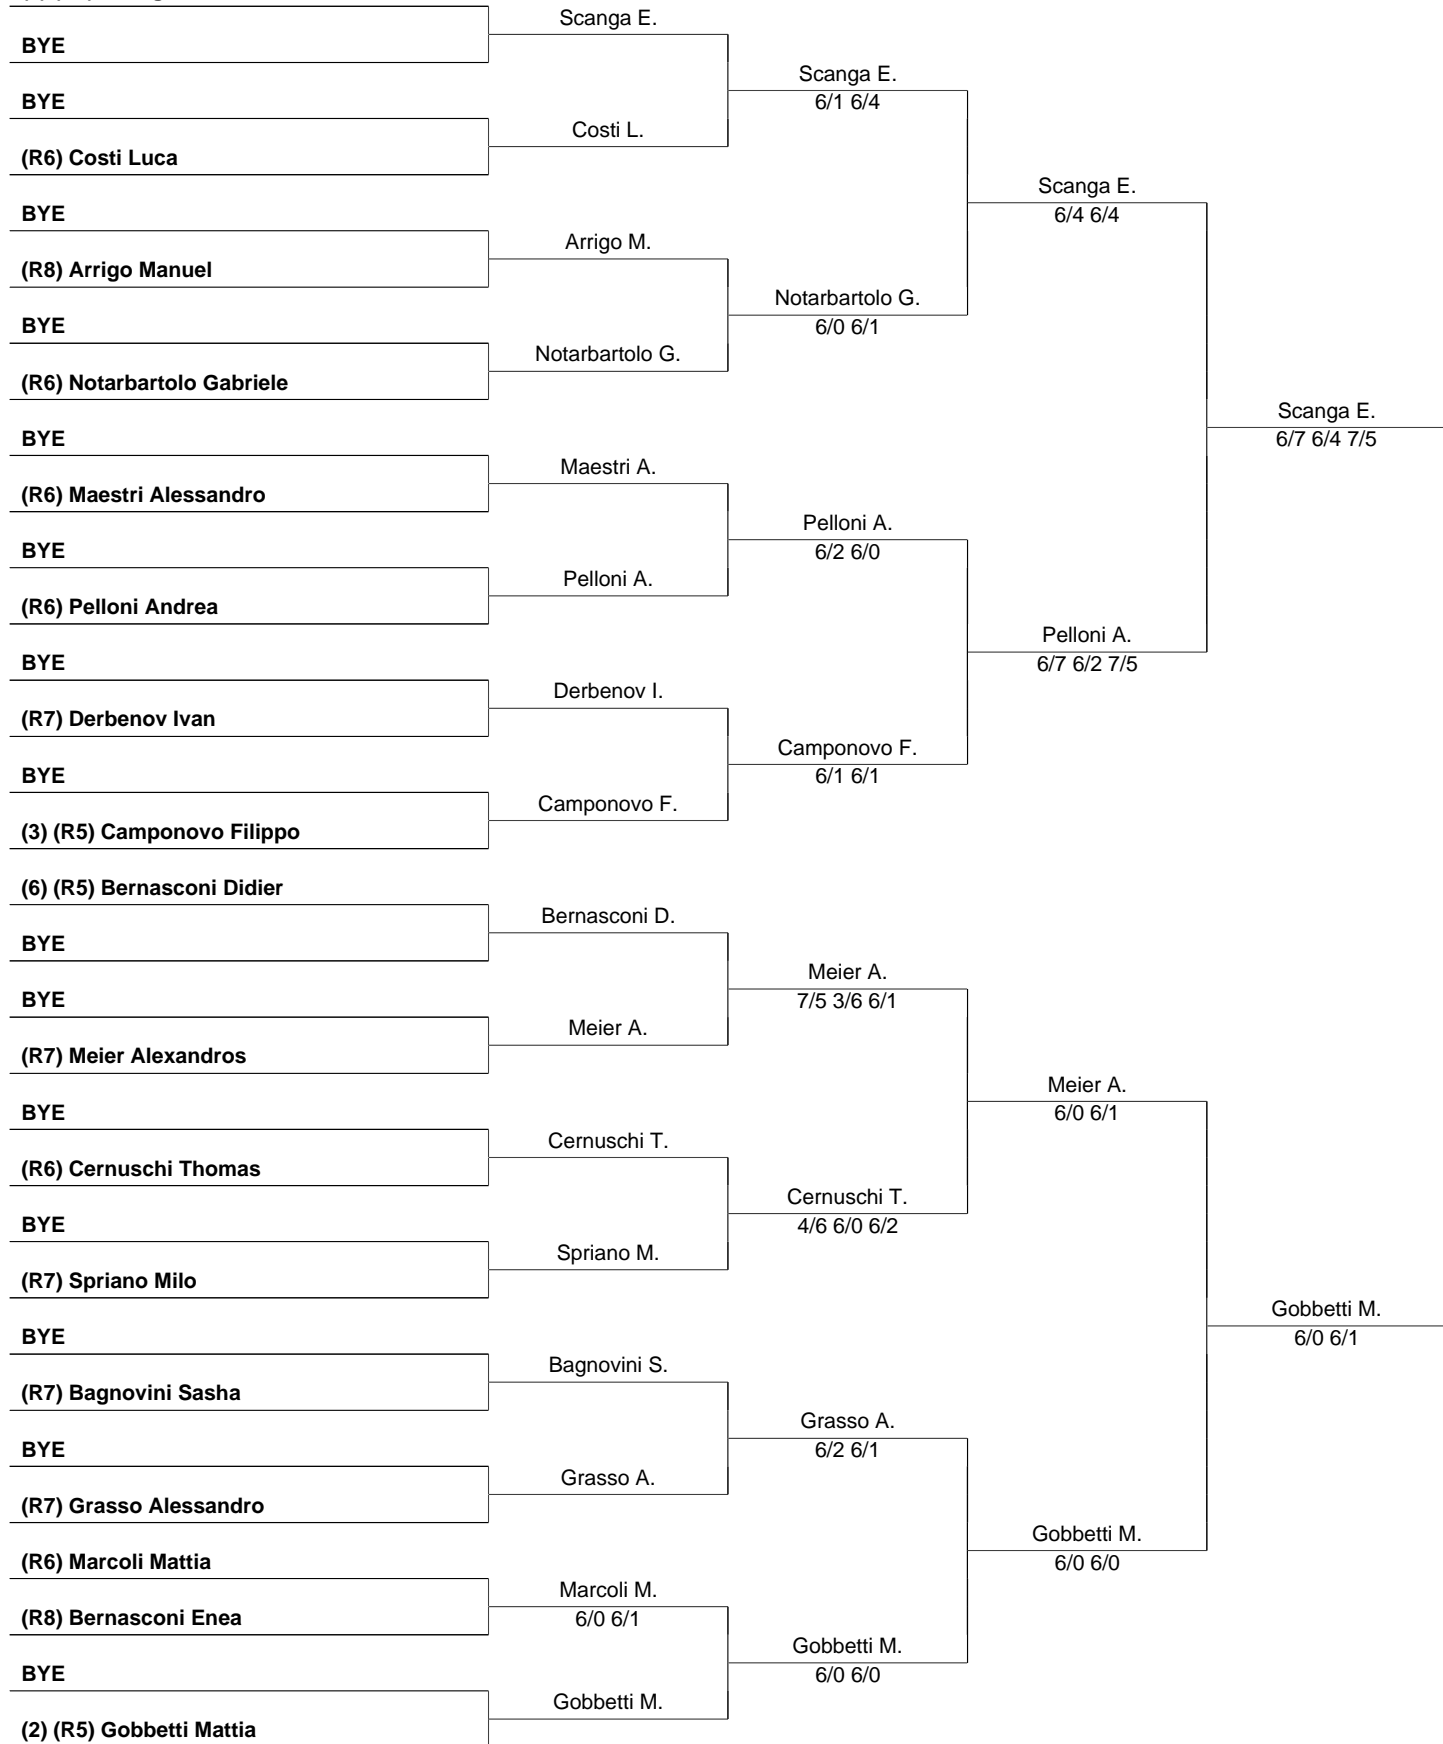 BYE
BYE
(R6) Costi Luca
BYE
(R8) Arrigo Manuel
BYE
(R6) Notarbartolo Gabriele
BYE
(R6) Maestri Alessandro
BYE
(R6) Pelloni Andrea
BYE
(R7) Derbenov Ivan
BYE
(3) (R5) Camponovo Filippo
(6) (R5) Bernasconi Didier
BYE
BYE
(R7) Meier Alexandros
BYE
(R6) Cernuschi Thomas
BYE
(R7) Spriano Milo
BYE
(R7) Bagnovini Sasha
BYE
(R7) Grasso Alessandro
(R6) Marcoli Mattia
(R8) Bernasconi Enea
BYE
(2) (R5) Gobbetti Mattia
Scanga E.
Costi L.
Arrigo M.
Notarbartolo G.
Maestri A.
Pelloni A.
Derbenov I.
Camponovo F.
Bernasconi D.
Meier A.
Cernuschi T.
Spriano M.
Bagnovini S.
Grasso A.
Marcoli M.
6/0 6/1
Gobbetti M.
Scanga E.
6/1 6/4
Notarbartolo G.
6/0 6/1
Pelloni A.
6/2 6/0
Camponovo F.
6/1 6/1
Meier A.
7/5 3/6 6/1
Cernuschi T.
4/6 6/0 6/2
Grasso A.
6/2 6/1
Gobbetti M.
6/0 6/0
Scanga E.
6/4 6/4
Pelloni A.
6/7 6/2 7/5
Meier A.
6/0 6/1
Gobbetti M.
6/0 6/0
Scanga E.
6/7 6/4 7/5
Gobbetti M.
6/0 6/1